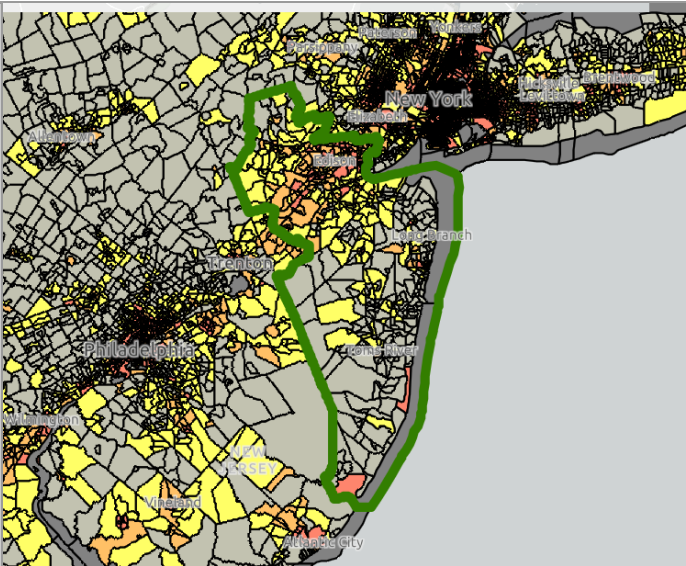 Paterson
Yonkers
Parsippany
Hicksville
Brentwood
Levittown
New York
Elizabeth
Allentown
Edison
Long Branch
Trenton
Philadelphia
Toms River
Wilmington
NEW
JERSEY
Vineland
Atlantic City